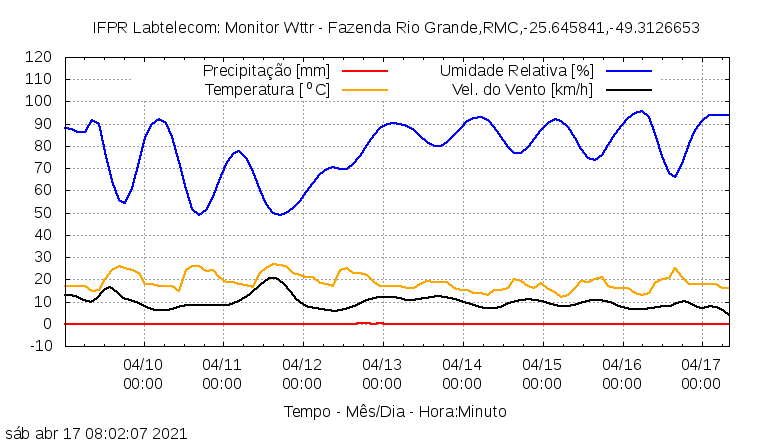 IFPR Labtelecom: Monitor Wttr - Fazenda Rio Grande,RMC,-25.645841,-49.3126653
Precipitação [mm]
Temperatura [ ⁰C]
Umidade Relativa [%]
Vel. do Vento [km/h]
120
110
100
90
80
70
60
50
40
30
20
10
0
-10
04/10 04/11 04/12 04/13 04/14 04/15 04/16 04/17
00:00 00:00 00:00 00:00 00:00 00:00 00:00 00:00
Tempo - Mês/Dia - Hora:Minuto
sáb abr 17 08:02:07 2021